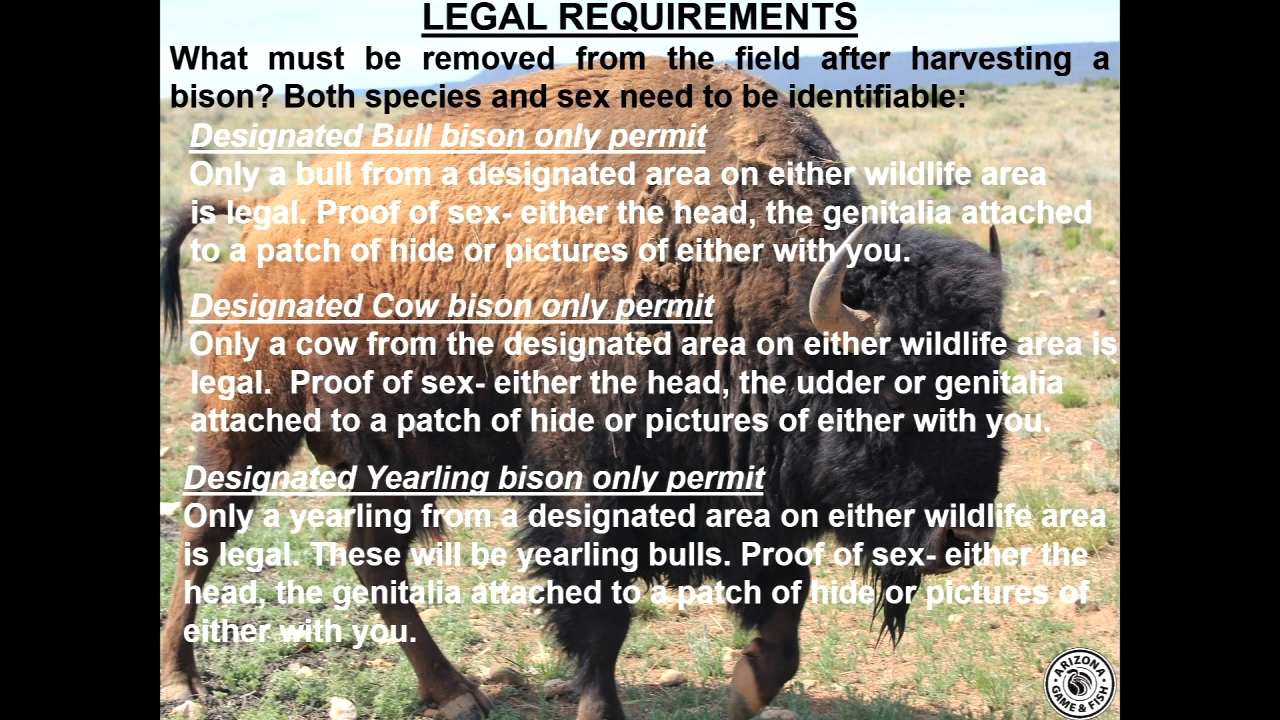 LEGAL REQUIREMENTS
What must be removed from the field after harvesting a
bison? Both species and sex need to be identifiable:
Designated Bull bison only permit
Only a bull from a designated area on either wildlife area
is legal. Proof of sex- either the head, the genitalia attached
to a patch of hide or pictures of either with you.
Designated Cow bison only permit
Only a cow from the designated area on either wildlife area is
legal.  Proof of sex- either the head, the udder or genitalia
attached to a patch of hide or pictures of either with you.
Designated Yearling bison only permit
Only a yearling from a designated area on either wildlife area
is legal. These will be yearling bulls. Proof of sex- either the
head, the genitalia attached to a patch of hide or pictures of
either with you.
ARIZONA
GAME & FISH